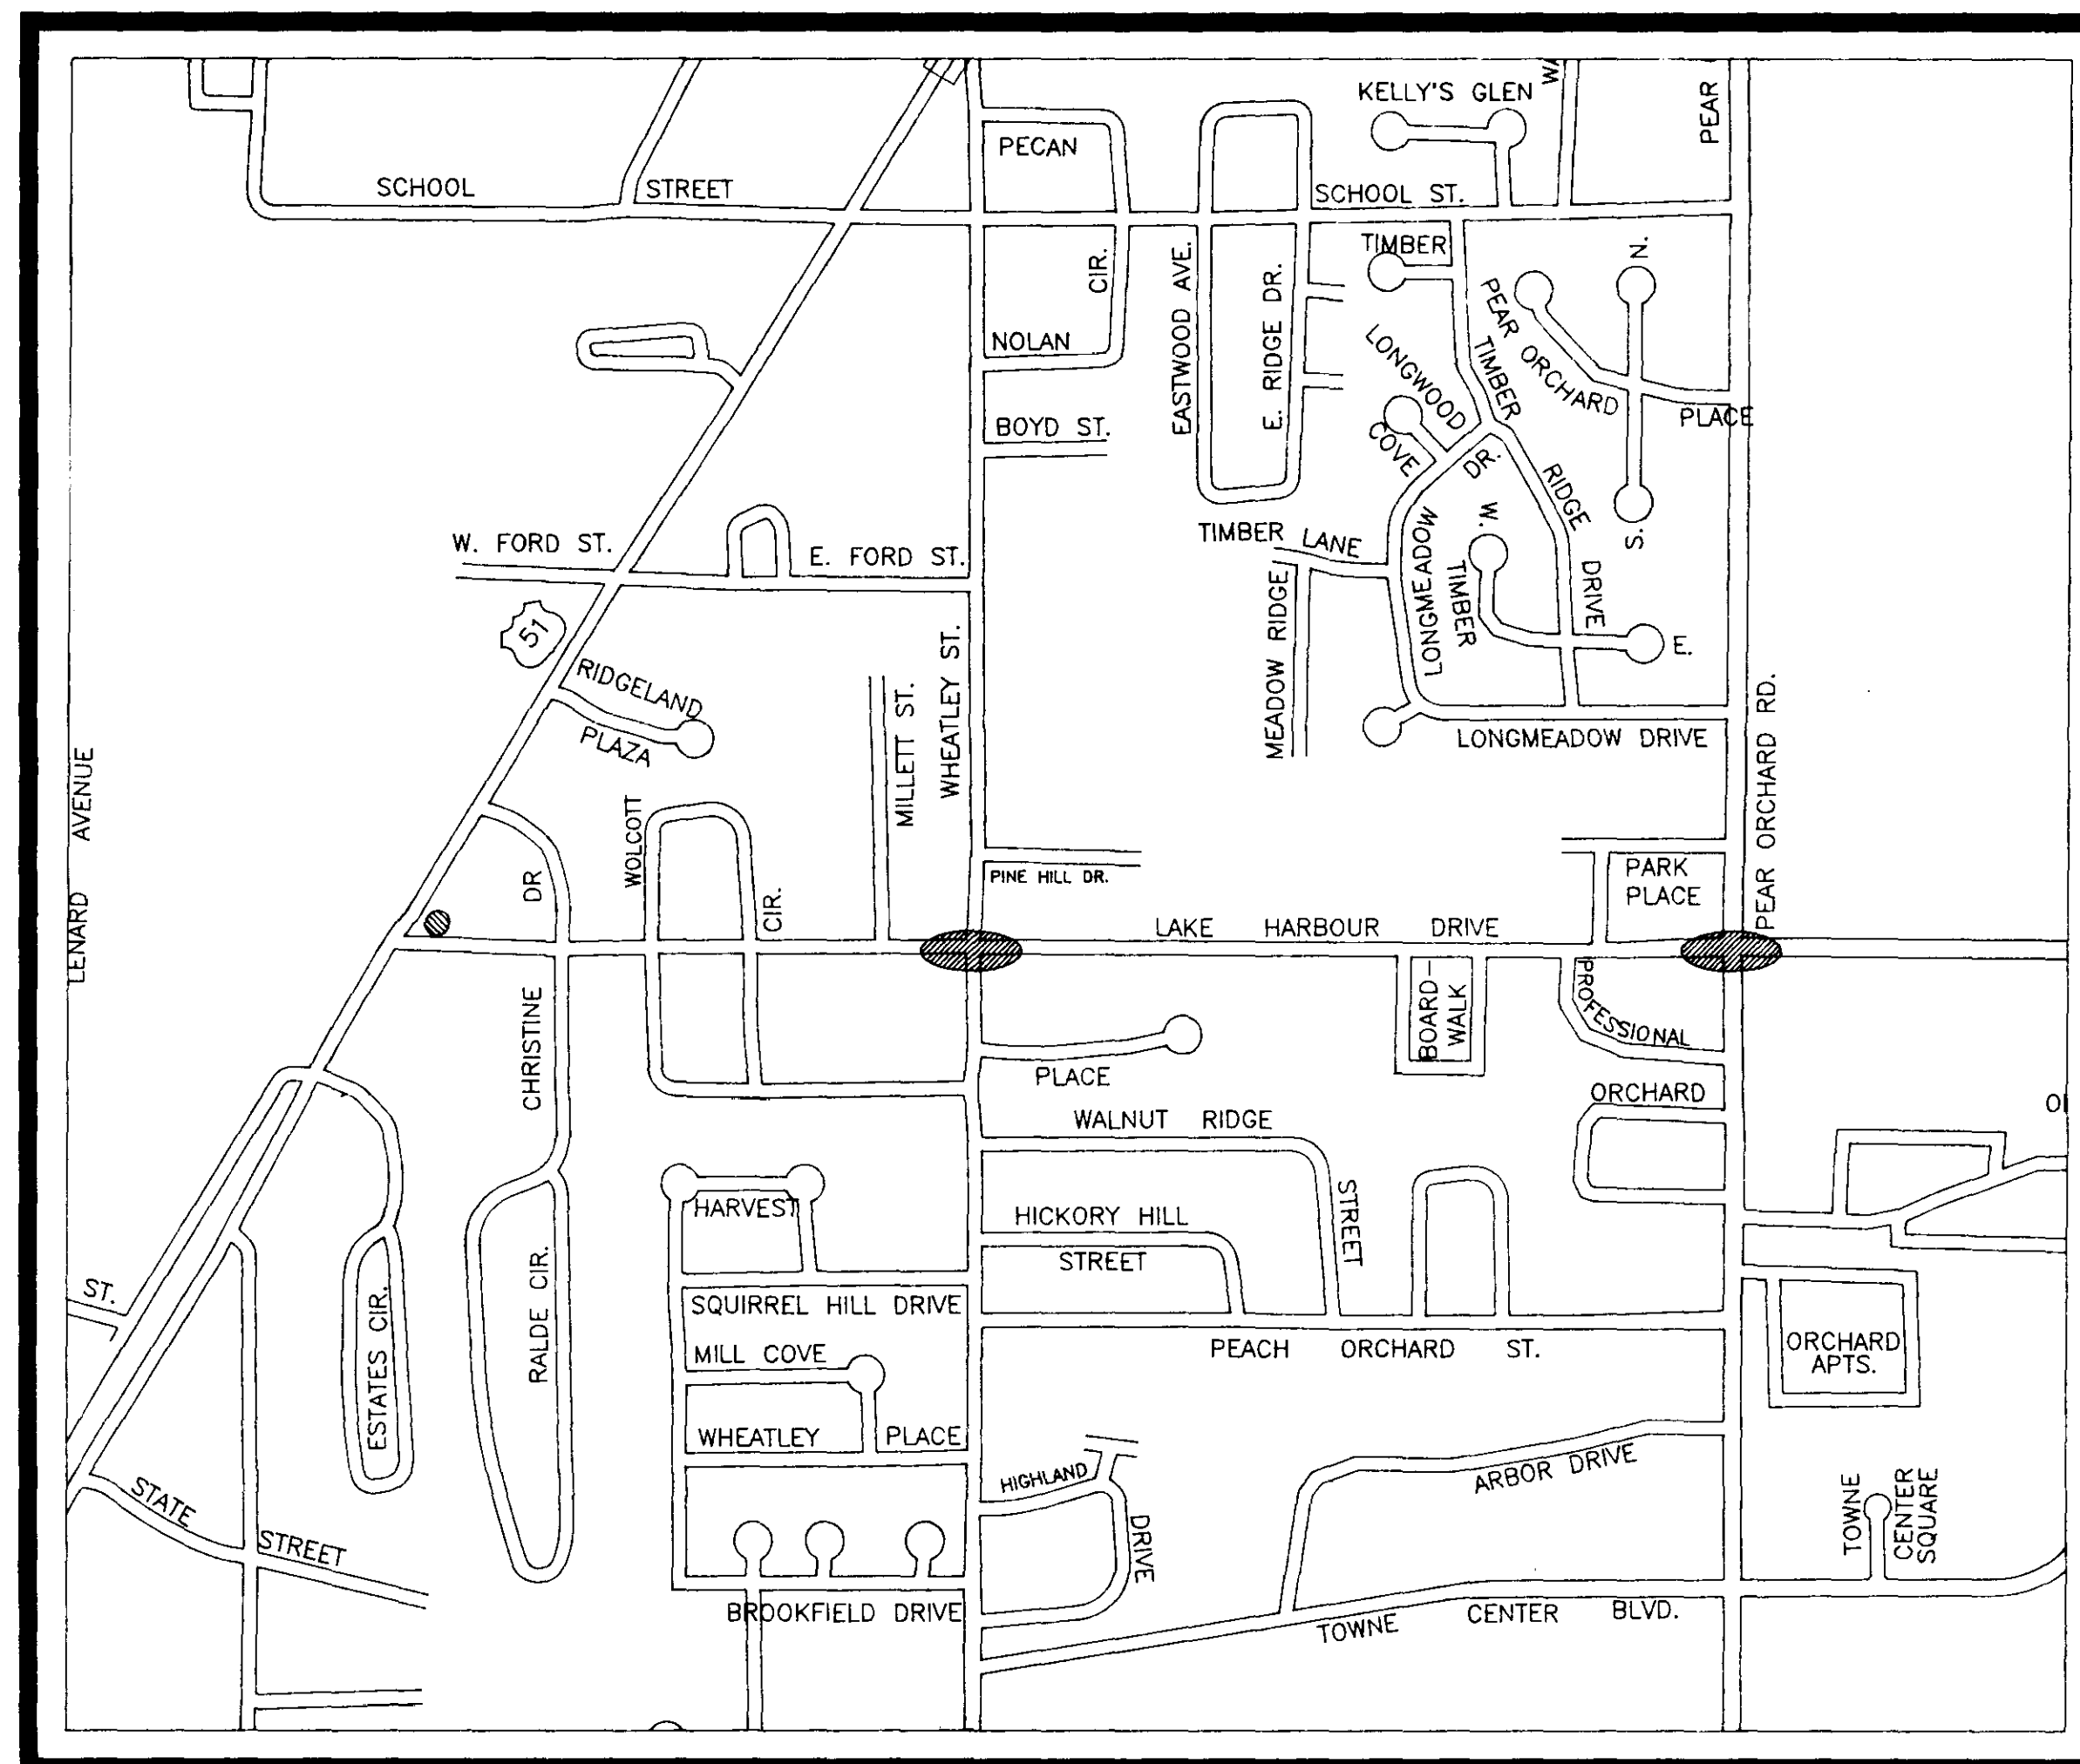 KELLY'S GLEN
WA
PEAR
PECAN
SCHOOL STREET
SCHOOL ST.
TIMBER
N.
CIR.
EASTWOOD AVE.
E. RIDGE DR.
PEAR ORCHARD PLACE
NOLAN
LONGWOOD COVE
TIMBER RIDGE DRIVE
BOYD ST.
DR.
W.
S.
TIMBER LANE
LONGMEADOW
TIMBER
E.
W. FORD ST.
E. FORD ST.
51
MEADOW RIDGE
WHEATLEY ST.
RIDGELAND
PLAZA
MILLETT ST.
LONGMEADOW DRIVE
PEAR ORCHARD RD.
LENARD AVENUE
WOLCOTT
CIR.
PINE HILL DR.
PARK
PLACE
CHRISTINE DR
LAKE HARBOUR DRIVE
BOARD-
WALK
PROFESSIONAL
PLACE
ORCHARD
OI
WALNUT RIDGE
STREET
HARVEST
HICKORY HILL
STREET
ST.
ESTATES CIR.
RALDE CIR.
SQUIRREL HILL DRIVE
PEACH ORCHARD ST.
ORCHARD
APTS.
MILL COVE
WHEATLEY PLACE
HIGHLAND
DRIVE
ARBOR DRIVE
TOWNE
CENTER
SQUARE
STATE
STREET
BROOKFIELD DRIVE
TOWNE CENTER BLVD.